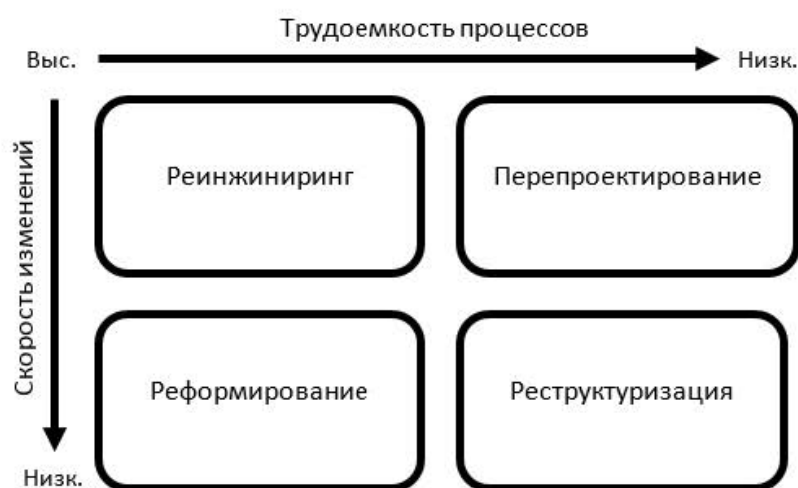 Трудоемкость процессов
Выс.
Низк.
Скорость изменений
Реинжиниринг
Перепроектирование
Реформирование
Реструктуризация
Низк.